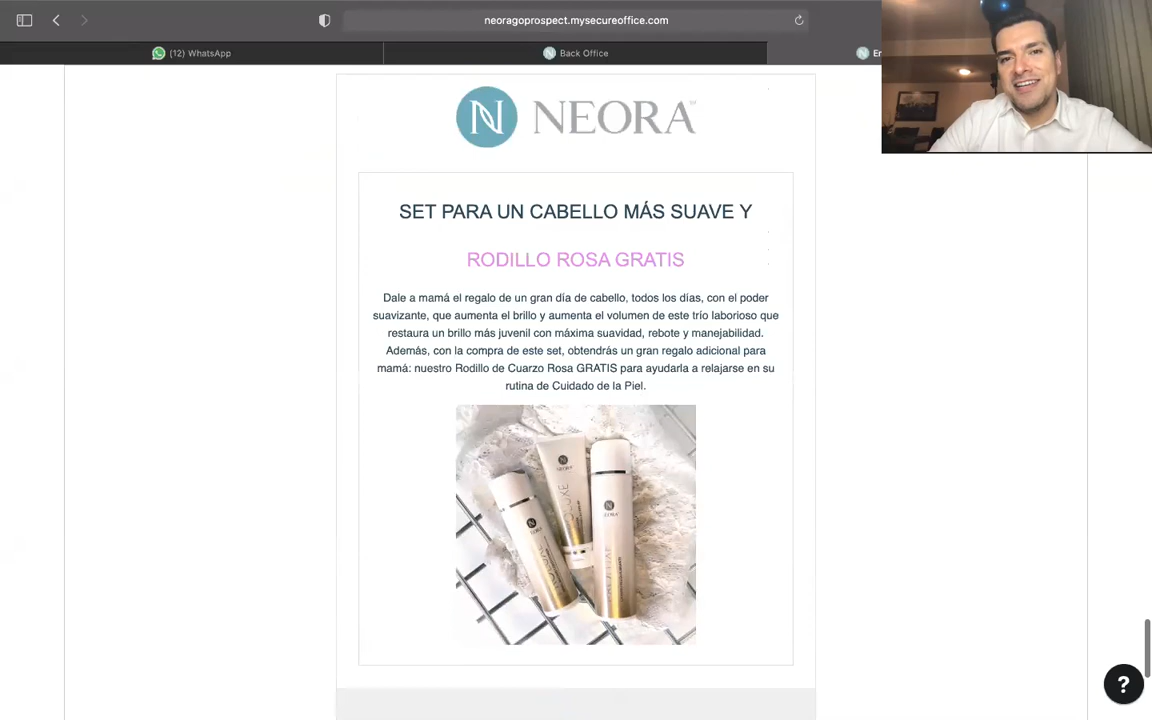 neoragoprospect.mysecureoffice.com
(12) WhatsApp
Back Office
N NEORA
SET PARA UN CABELLO MÁS SUAVE Y
RODILLO ROSA GRATIS
Dale a mamá el regalo de un gran día de cabello, todos los días, con el poder
suavizante, que aumenta el brillo y aumenta el volumen de este trío laborioso que
restaura un brillo más juvenil con máxima suavidad, rebote y manejabilidad.
Además, con la compra de este set, obtendrás un gran regalo adicional para
mamá: nuestro Rodillo de Cuarzo Rosa GRATIS para ayudarla a relajarse en su
rutina de Cuidado de la Piel.
NEORA
?